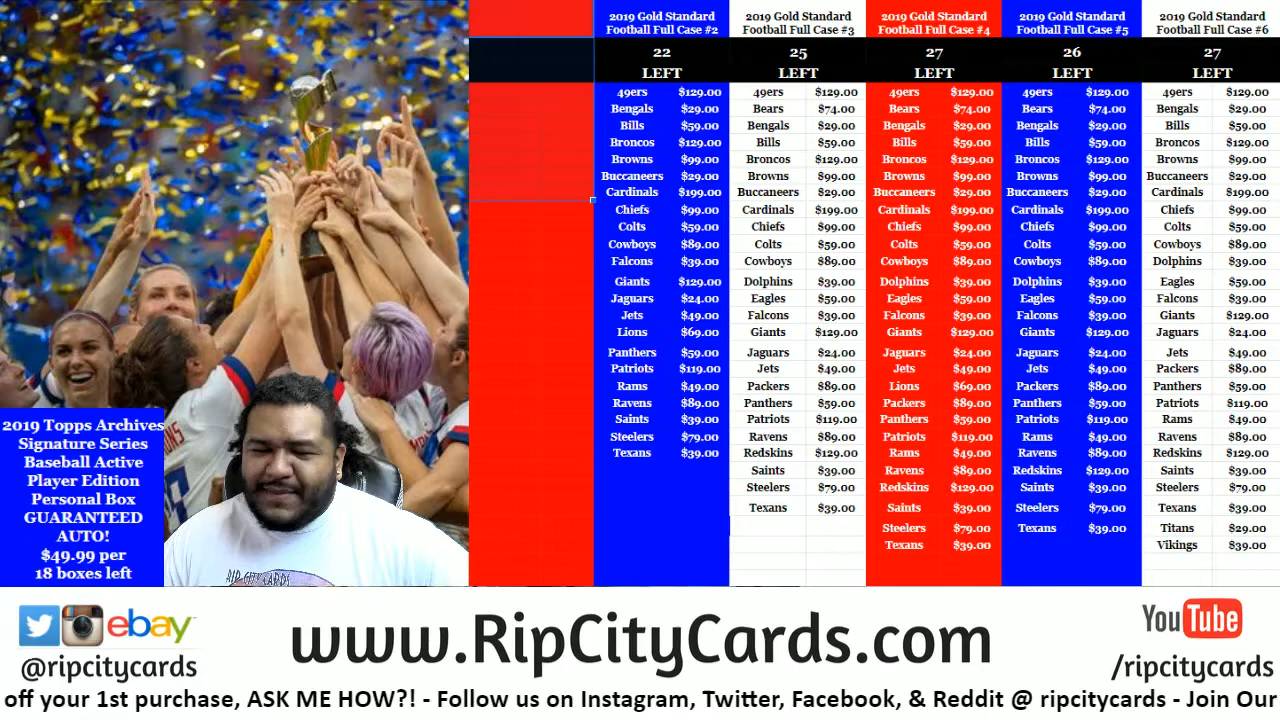 2019 Gold Standard
Football Full Case #2
22
LEFT
49ers $129.00
Bengals $29.00
Bills $59.00
Broncos $129.00
Browns $99.00
Buccaneers $29.00
Cardinals $199.00
Chiefs $99.00
Colts $59.00
Cowboys $89.00
Falcons $39.00
Giants $129.00
Jaguars $24.00
Jets $49.00
Lions $69.00
Panthers $59.00
Patriots $119.00
Rams $49.00
Ravens $89.00
Saints $39.00
Steelers $79.00
Texans $39.00
2019 Gold Standard
Football Full Case #3
25
LEFT
49ers $129.00
Bears $74.00
Bengals $29.00
Bills $59.00
Broncos $129.00
Browns $99.00
Buccaneers $29.00
Cardinals $199.00
Chiefs $99.00
Colts $59.00
Cowboys $89.00
Dolphins $39.00
Eagles $59.00
Falcons $39.00
Giants $129.00
Jaguars $24.00
Jets $49.00
Packers $89.00
Panthers $59.00
Patriots $119.00
Ravens $89.00
Redskins $129.00
Saints $39.00
Steelers $79.00
Texans $39.00
2019 Gold Standard
Football Full Case #4
27
LEFT
49ers $129.00
Bears $74.00
Bengals $29.00
Bills $59.00
Broncos $129.00
Browns $99.00
Buccaneers $29.00
Cardinals $199.00
Chiefs $99.00
Colts $59.00
Cowboys $89.00
Dolphins $39.00
Eagles $59.00
Falcons $39.00
Giants $129.00
Jaguars $24.00
Jets $49.00
Lions $69.00
Packers $89.00
Panthers $59.00
Patriots $119.00
Rams $49.00
Ravens $89.00
Redskins $129.00
Saints $39.00
Steelers $79.00
Texans $39.00
2019 Gold Standard
Football Full Case #5
26
LEFT
49ers $129.00
Bears $74.00
Bengals $29.00
Bills $59.00
Broncos $129.00
Browns $99.00
Buccaneers $29.00
Cardinals $199.00
Chiefs $99.00
Colts $59.00
Cowboys $89.00
Dolphins $39.00
Eagles $59.00
Falcons $39.00
Giants $129.00
Jaguars $24.00
Jets $49.00
Packers $89.00
Panthers $59.00
Patriots $119.00
Rams $49.00
Ravens $89.00
Redskins $129.00
Saints $39.00
Steelers $79.00
Texans $39.00
2019 Gold Standard
Football Full Case #6
27
LEFT
49ers $129.00
Bengals $29.00
Bills $59.00
Broncos $129.00
Browns $99.00
Buccaneers $29.00
Cardinals $199.00
Chiefs $99.00
Colts $59.00
Cowboys $89.00
Dolphins $39.00
Eagles $59.00
Falcons $39.00
Giants $129.00
Jaguars $24.00
Jets $49.00
Packers $89.00
Panthers $59.00
Patriots $119.00
Rams $49.00
Ravens $89.00
Redskins $129.00
Saints $39.00
Steelers $79.00
Texans $39.00
Titans $29.00
Vikings $39.00
2019 Topps Archives
Signature Series
Baseball Active
Player Edition
Personal Box
GUARANTEED
AUTO!
$49.99 per
18 boxes left
RIP CITY CARDS
ebay
@ripcitycards
www.RipCityCards.com
YouTube
/ripcitycards
off your 1st purchase, ASK ME HOW?! - Follow us on Instagram, Twitter, Facebook, & Reddit @ ripcitycards - Join Our